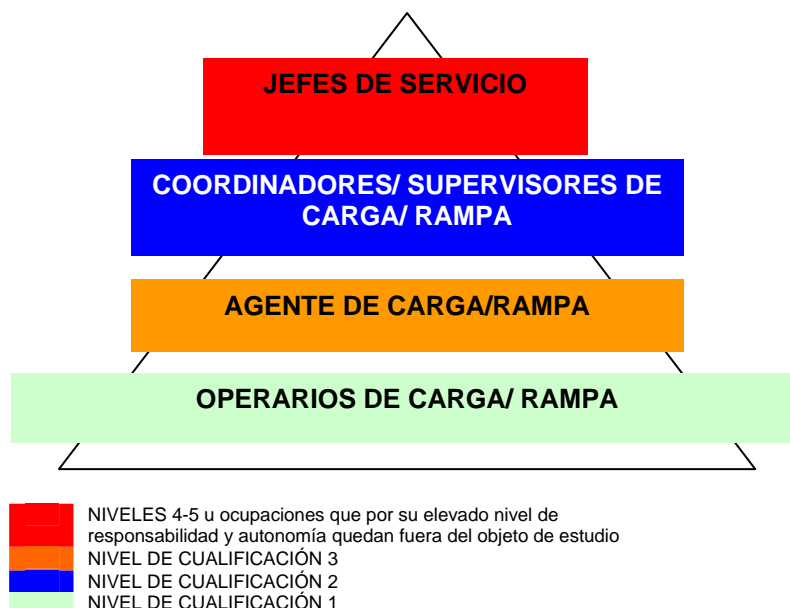 JEFES DE SERVICIO
COORDINADORES/ SUPERVISORES DE
CARGA/ RAMPA
AGENTE DE CARGA/RAMPA
OPERARIOS DE CARGA/ RAMPA
NIVELES 4-5 u ocupaciones que por su elevado nivel de
responsabilidad y autonomía quedan fuera del objeto de estudio
NIVEL DE CUALIFICACIÓN 3
NIVEL DE CUALIFICACIÓN 2
NIVEL DE CUALIFICACIÓN 1